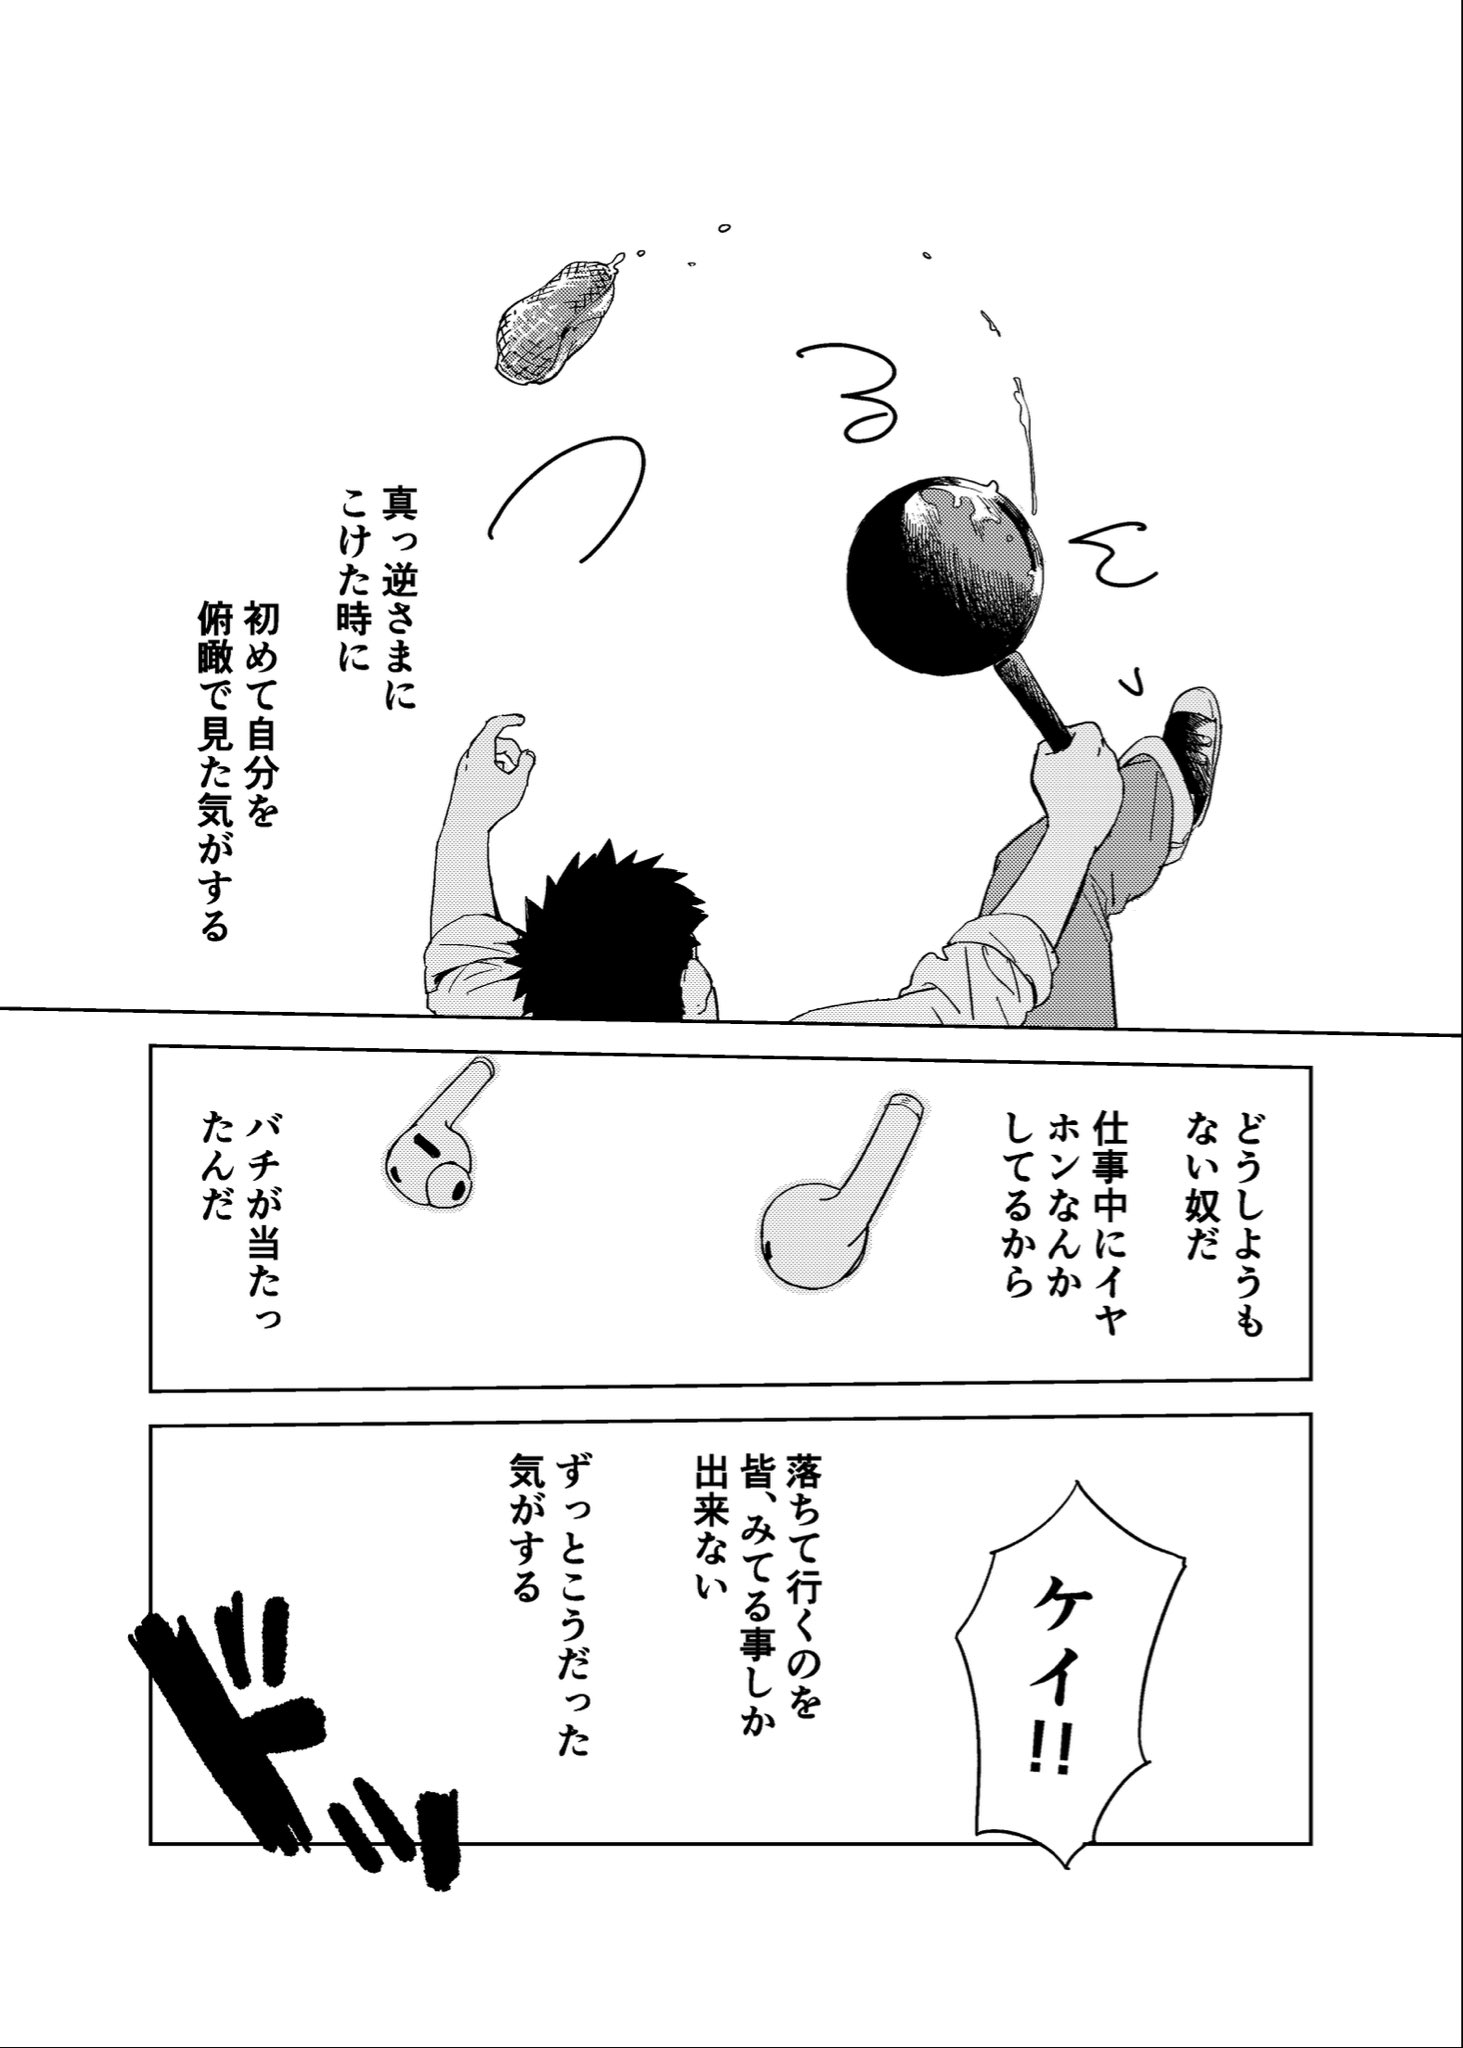 真っ逆さまに
こけた時に
初めて自分を
俯瞰で見た気がする
どうしようも
ない奴だ
仕事中にイヤ
ホンなんか
してるから
バチが当たっ
たんだ
ケイ!!
落ちて行くのを
皆、みてる事しか
出来ない
ずっとこうだった
気がする
ドッ